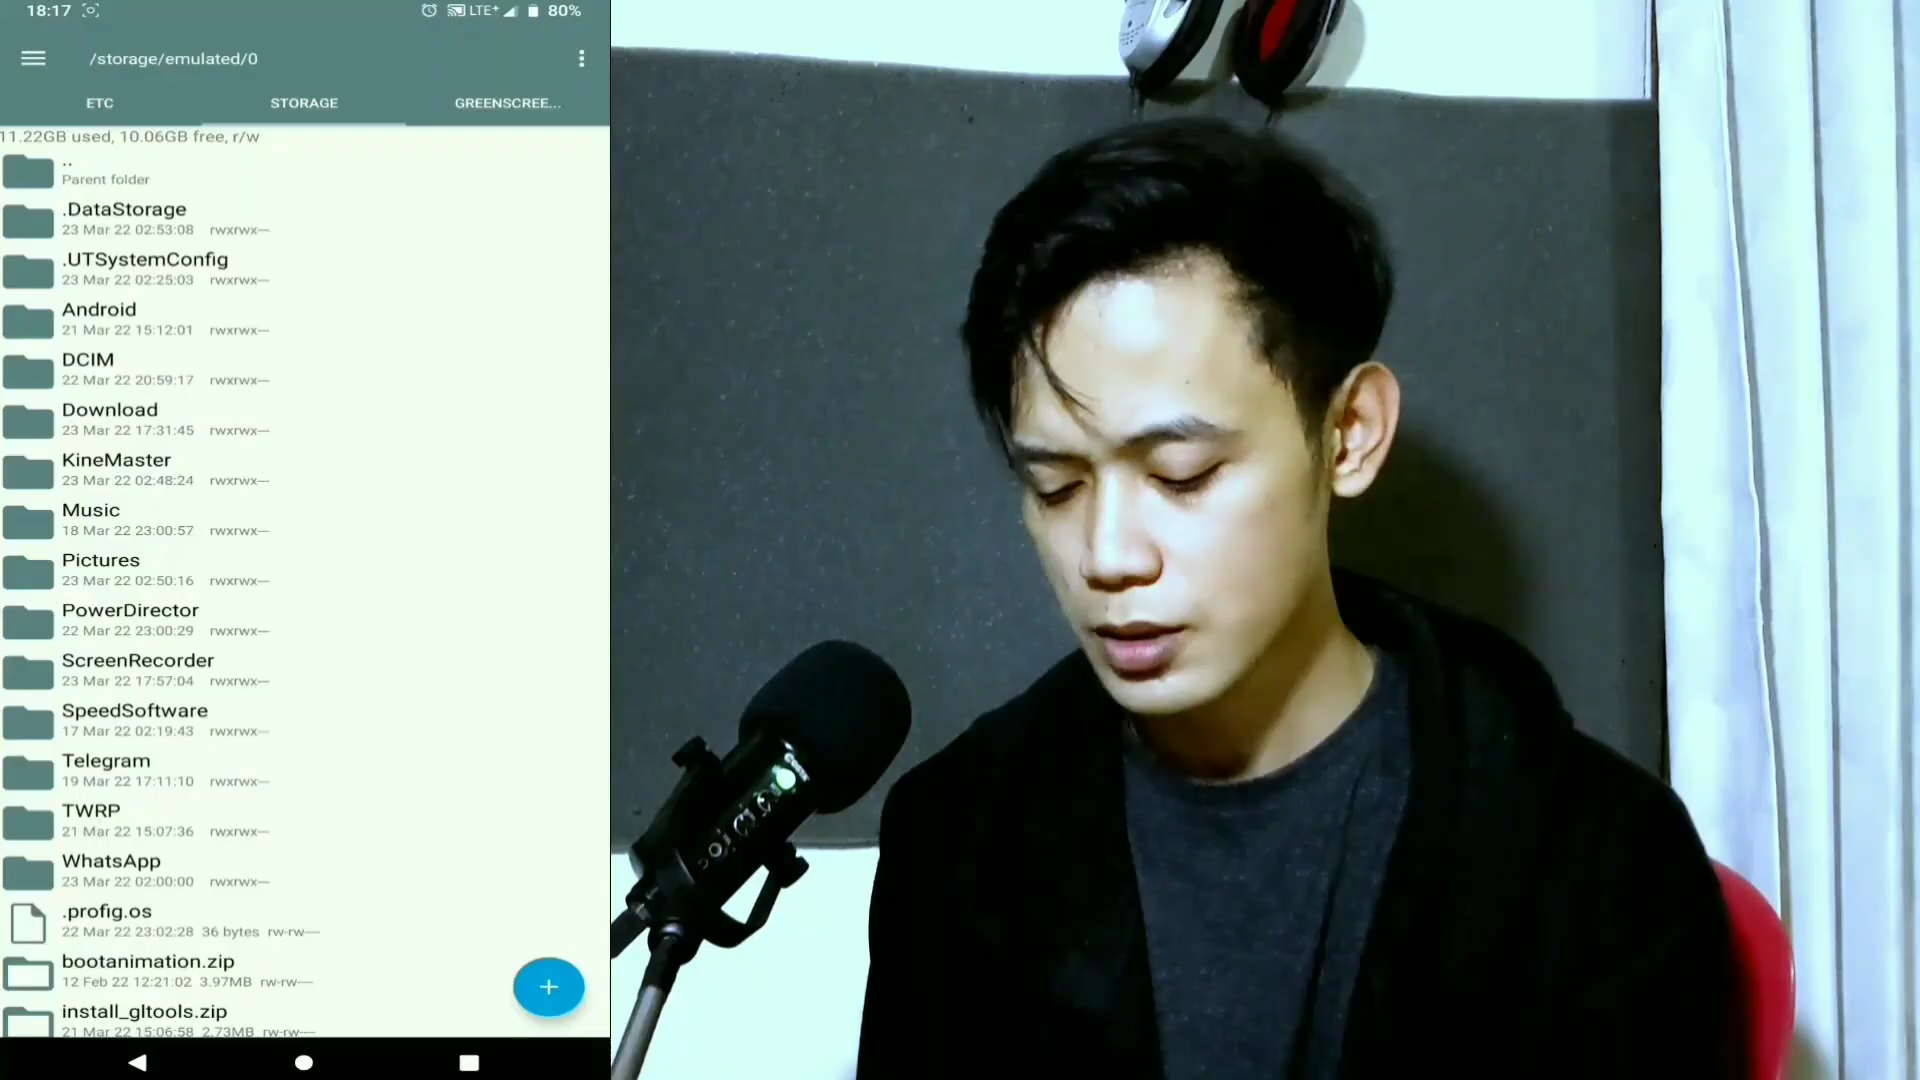 18:17
LTE+
80%
/storage/emulated/0
ETC
STORAGE
GREENSCREE...
11.22GB used, 10.06GB free, r/w
..
Parent folder
.DataStorage
23 Mar 22 02:53:08 rwxrwx---
.UTSystemConfig
23 Mar 22 02:25:03 rwxrwx---
Android
21 Mar 22 15:12:01 rwxrwx---
DCIM
22 Mar 22 20:59:17 rwxrwx---
Download
23 Mar 22 17:31:45 rwxrwx---
KineMaster
23 Mar 22 02:48:24 rwxrwx---
Music
18 Mar 22 23:00:57 rwxrwx---
Pictures
23 Mar 22 02:50:16 rwxrwx---
PowerDirector
22 Mar 22 23:00:29 rwxrwx---
ScreenRecorder
23 Mar 22 17:57:04 rwxrwx---
SpeedSoftware
17 Mar 22 02:19:43 rwxrwx---
Telegram
19 Mar 22 17:11:10 rwxrwx---
TWRP
21 Mar 22 15:07:36 rwxrwx---
WhatsApp
23 Mar 22 02:00:00 rwxrwx---
.profig.os
22 Mar 22 23:02:28 36 bytes rw-rw----
bootanimation.zip
12 Feb 22 12:21:02 3.97MB rw-rw----
install_gltools.zip
21 Mar 22 15:06:58 2.73MB rw-rw----